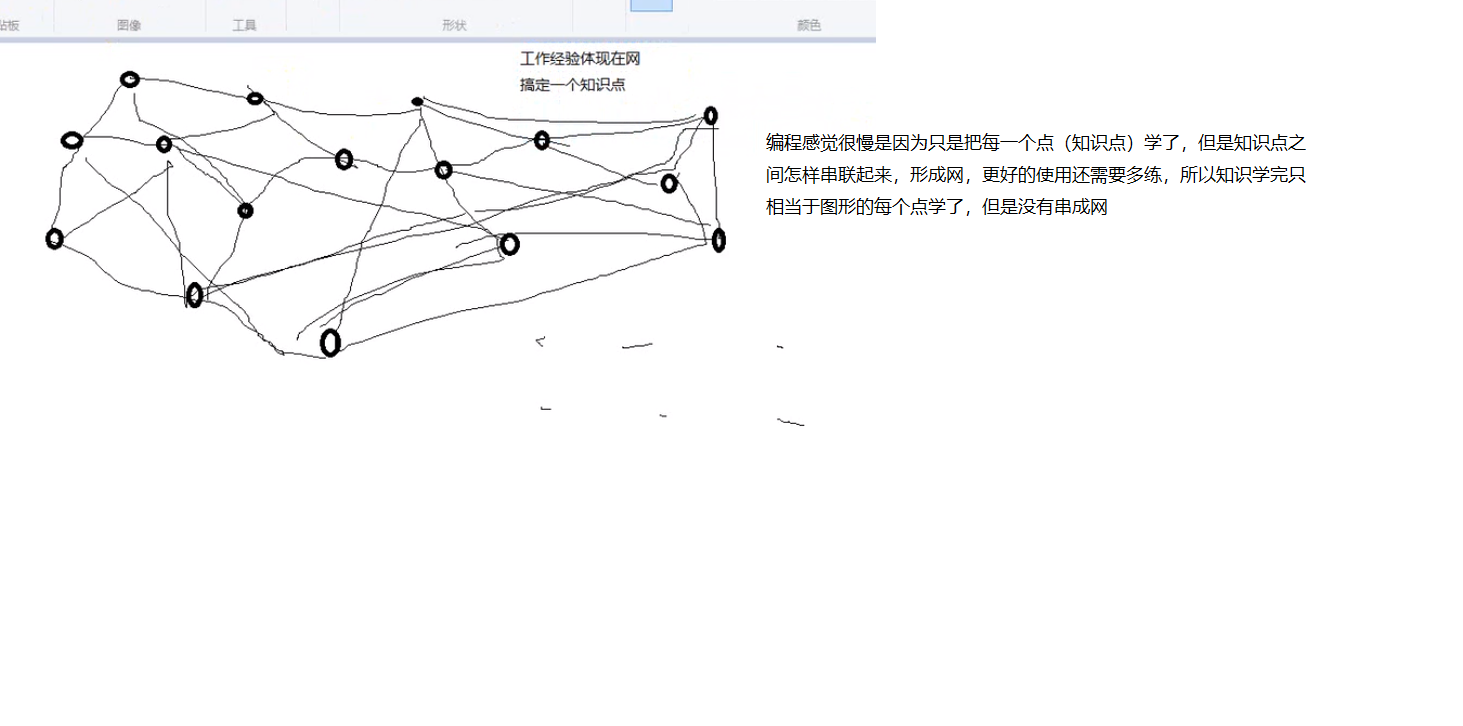 贴板
图像
工具
形状
颜色
工作经验体现在网
搞定一个知识点
编程感觉很慢是因为只是把每一个点（知识点）学了，但是知识点之
间怎样串联起来，形成网，更好的使用还需要多练，所以知识学完只
相当于图形的每个点学了，但是没有串成网